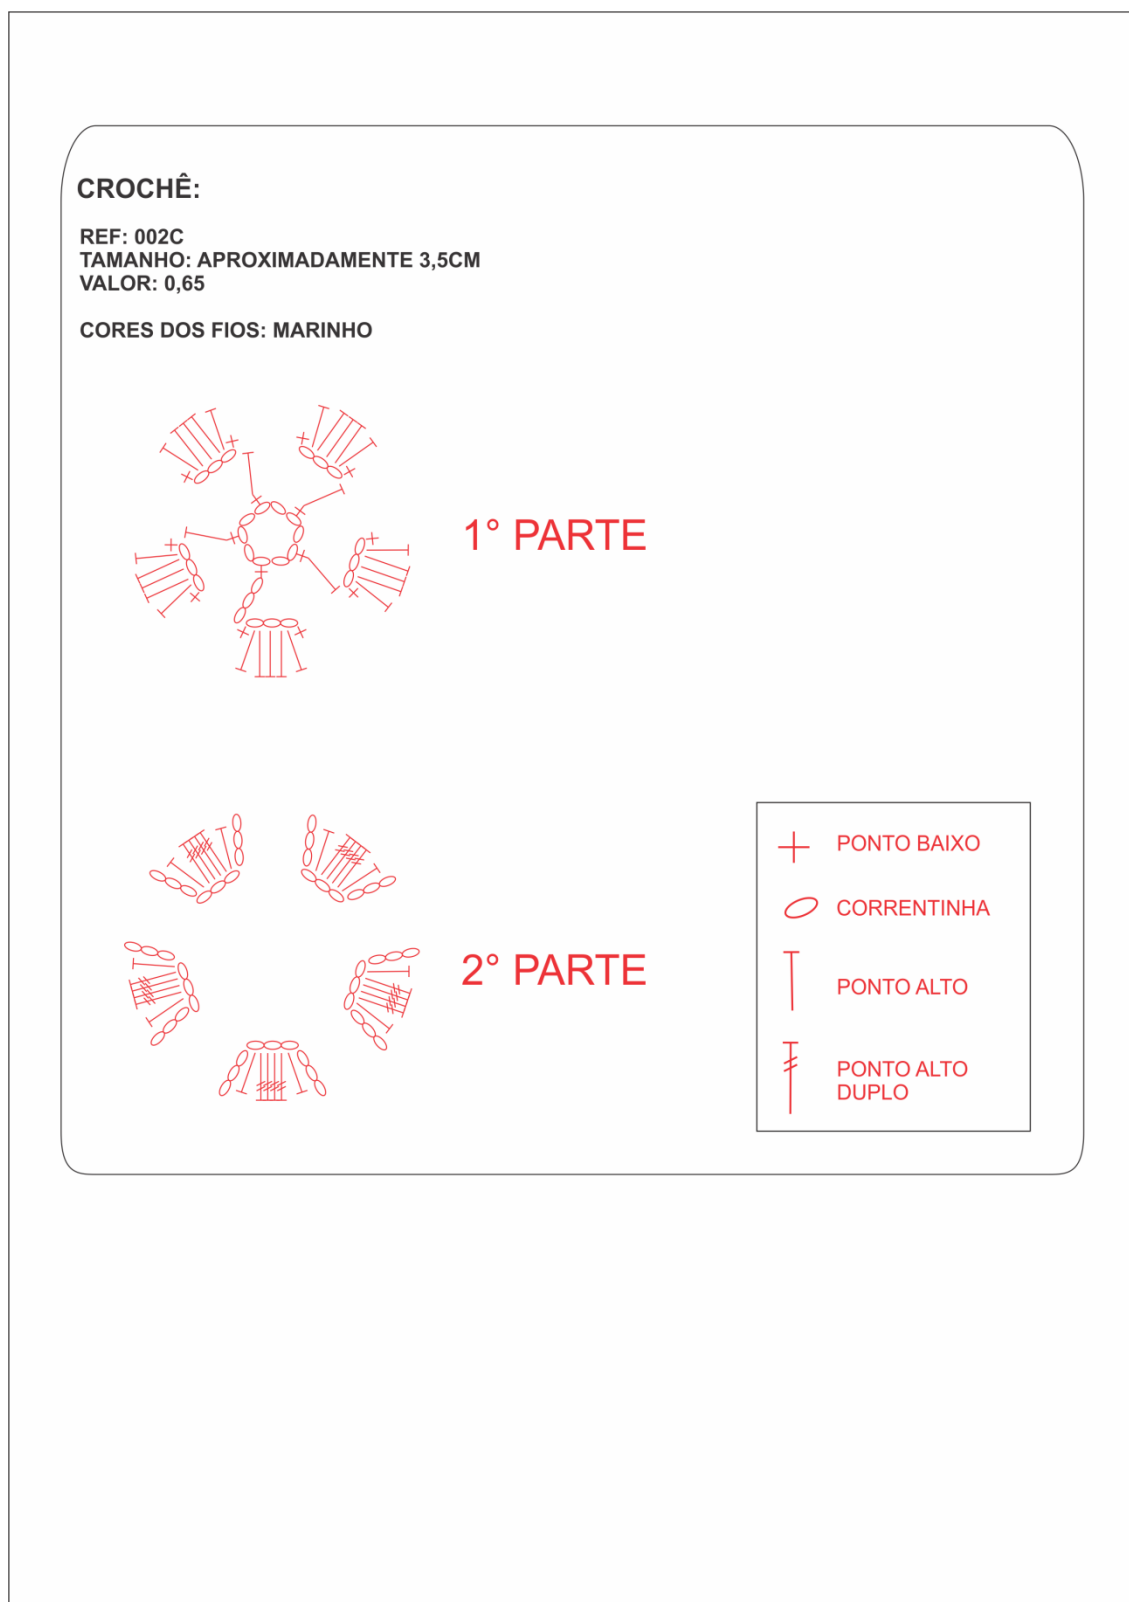 CROCHÊ:
REF: 002C
TAMANHO: APROXIMADAMENTE 3,5CM
VALOR: 0,65
CORES DOS FIOS: MARINHO
1° PARTE
2° PARTE
PONTO BAIXO
CORRENTINHA
PONTO ALTO
PONTO ALTO
DUPLO